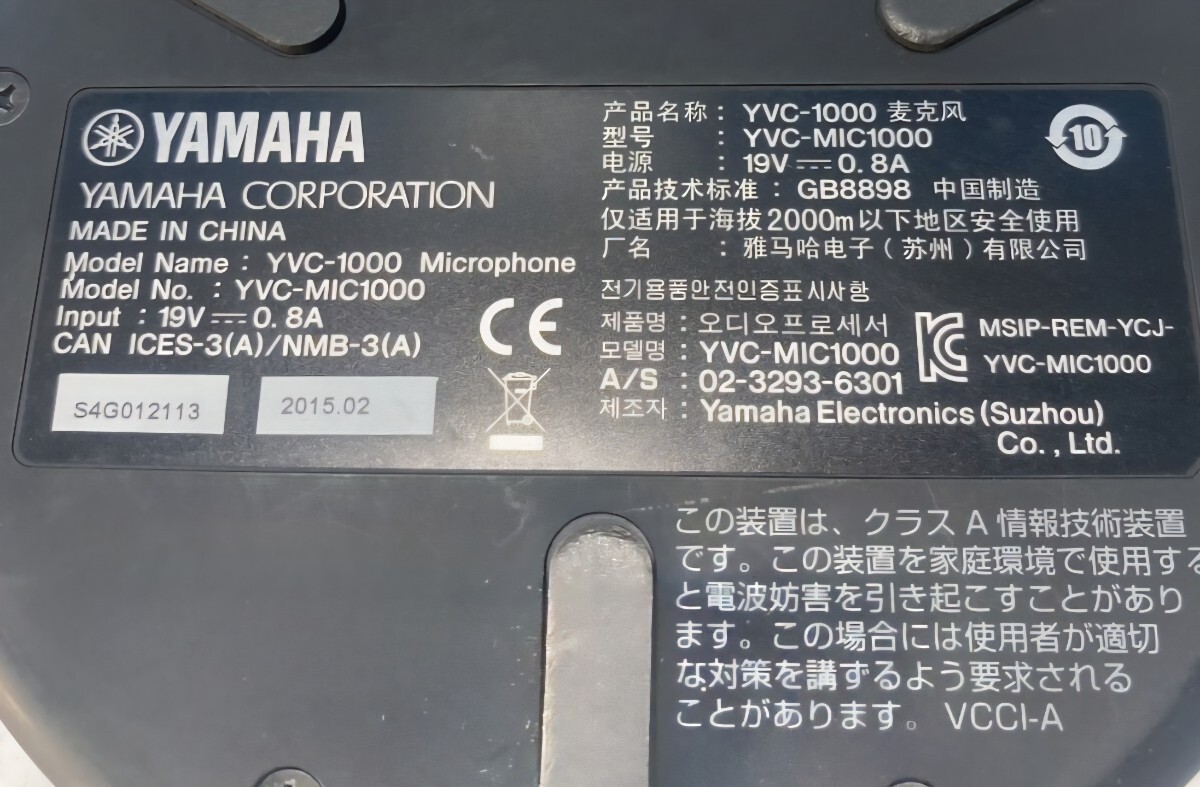 YAMAHA
YAMAHA CORPORATION
MADE IN CHINA
Model Name : YVC-1000 Microphone
Model No. : YVC-MIC1000
Input : 19V⎓0.8A
CAN ICES-3(A)/NMB-3(A)
S4G012113
2015.02
CE
产品名称 : YVC-1000 麦克风
型号 : YVC-MIC1000
电源 : 19V⎓0.8A
产品技术标准 : GB8898 中国制造
仅适用于海拔2000m以下地区安全使用
厂名 : 雅马哈电子(苏州)有限公司
10
전기용품안전인증표시사항
제품명 : 오디오프로세서
모델명 : YVC-MIC1000
A/S : 02-3293-6301
제조자 : Yamaha Electronics (Suzhou)
Co. , Ltd.
MSIP-REM-YCJ-
YVC-MIC1000
この装置は、クラス A 情報技術装置
です。この装置を家庭環境で使用する
と電波妨害を引き起こすことがあり
ます。この場合には使用者が適切
な対策を講ずるよう要求される
ことがあります。 VCCI-A